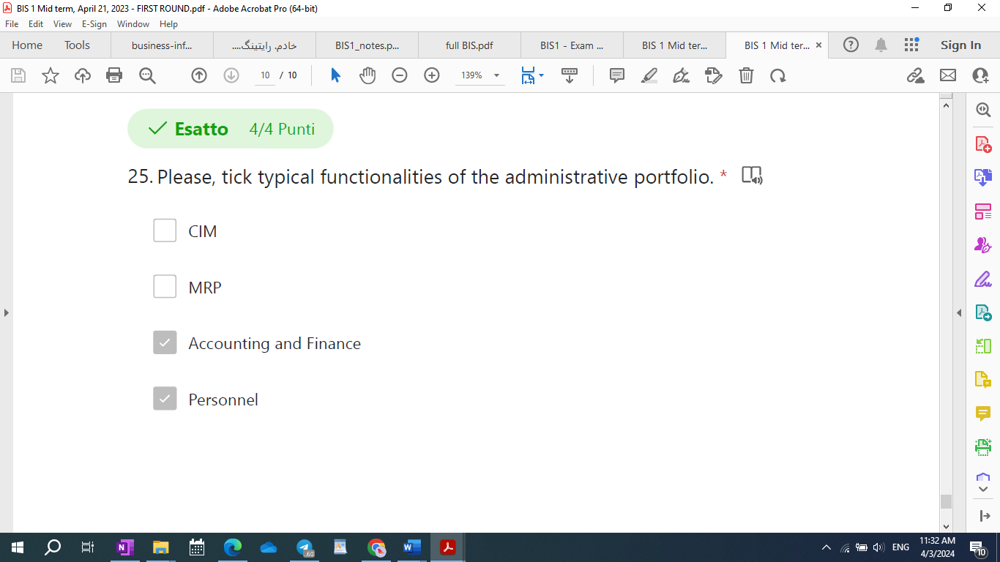 BIS 1 Mid term, April 21, 2023 - FIRST ROUND.pdf - Adobe Acrobat Pro (64-bit)
File Edit View E-Sign Window Help
Home Tools business-inf... خادم. رایتینگ.... BIS1_notes.p... full BIS.pdf BIS1 - Exam ... BIS 1 Mid ter... BIS 1 Mid ter... Sign In
10 / 10 139%
Esatto 4/4 Punti
25. Please, tick typical functionalities of the administrative portfolio. *
CIM
MRP
Accounting and Finance
Personnel
.60
ENG
11:32 AM
4/3/2024
10